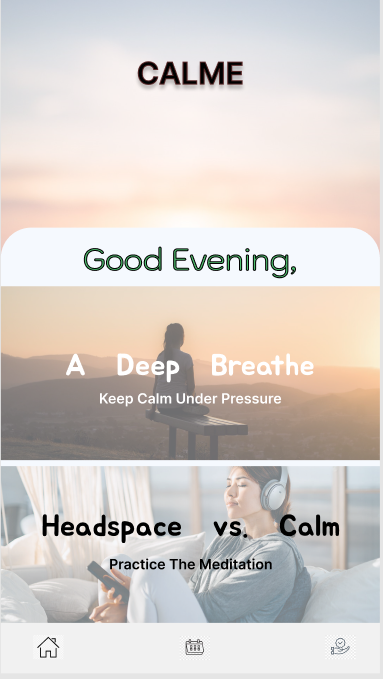 CALME
Good Evening,
A Deep Breathe
Keep Calm Under Pressure
Headspace vs. Calm
Practice The Meditation